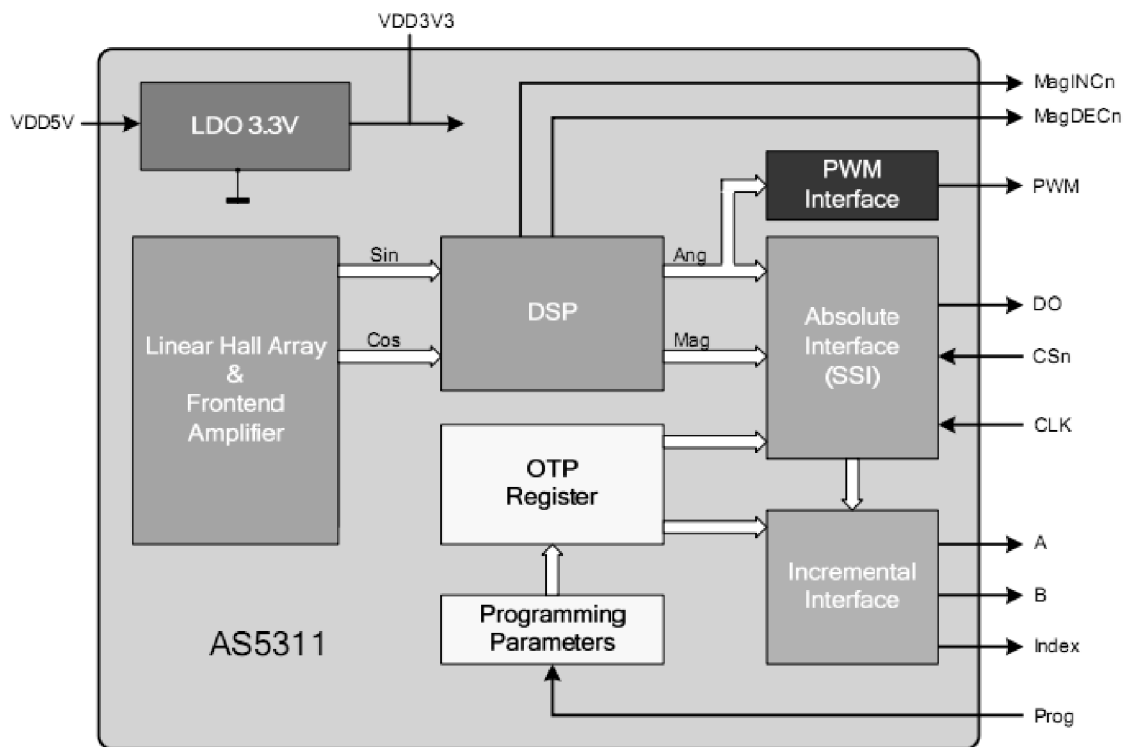 VDD3V3
VDD5V
LDO 3.3V
MagINCn
MagDECn
PWM
Interface
PWM
Linear Hall Array
&
Frontend
Amplifier
Sin
Cos
DSP
Ang
Mag
Absolute
Interface
(SSI)
DO
CSn
CLK
OTP
Register
Incremental
Interface
A
B
Index
Programming
Parameters
AS5311
Prog